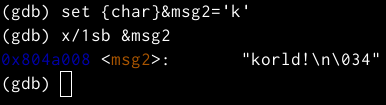 (gdb) set {char}&msg2='k'
(gdb) x/1sb &msg2
0x804a008 <msg2>:        "korld!\n\034"
(gdb)